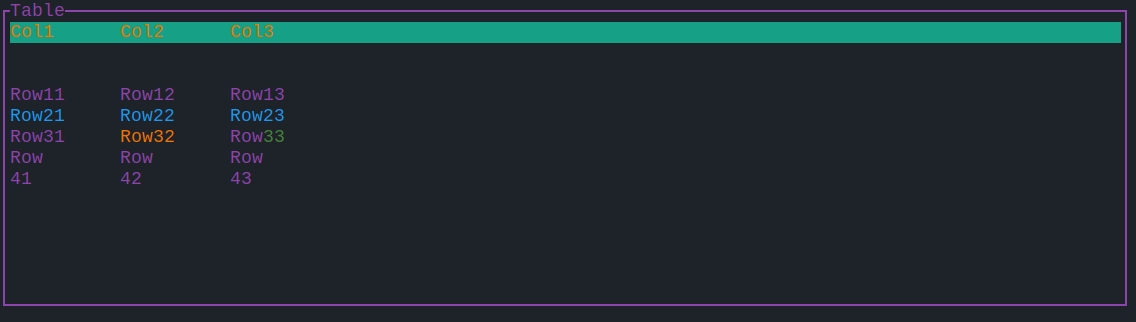 Table
Col1 Col2 Col3
Row11 Row12 Row13
Row21 Row22 Row23
Row31 Row32 Row33
Row Row Row
41 42 43